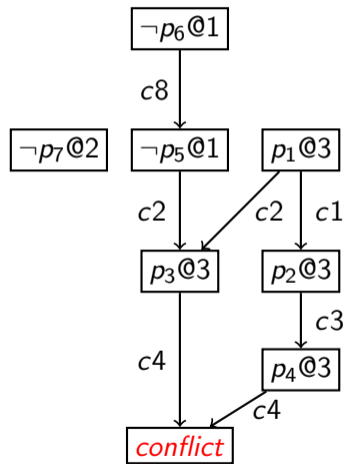 ¬p₆@1
c8
¬p₇@2 ¬p₅@1 p₁@3
c2 c2 c1
p₃@3 p₂@3
c3
c4 p₄@3
c4
conflict